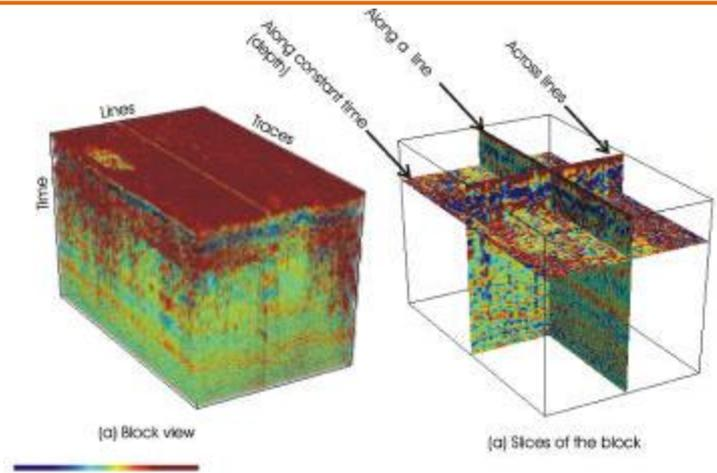 Along constant time
(depth)
Along a line
Across lines
Lines
Traces
Time
(a) Block view
(a) Slices of the block